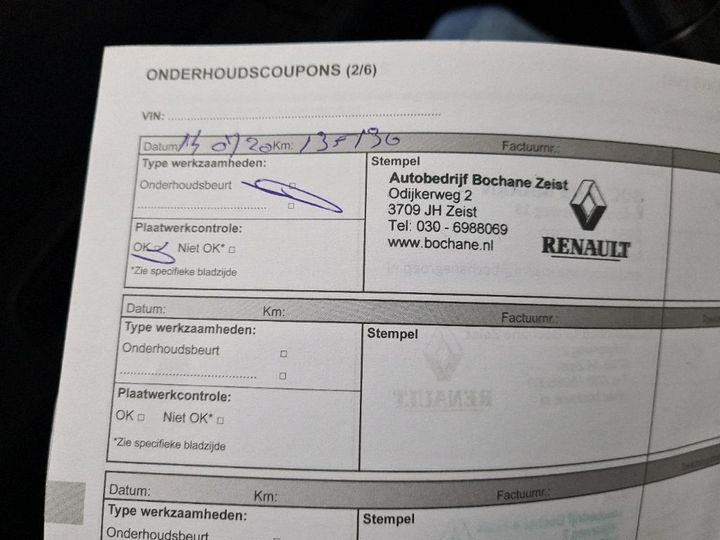 ONDERHOUDSCOUPONS (2/6)
VIN:
Datum: Km: Factuurnr.:
Type werkzaamheden:
Onderhoudsbeurt
Plaatwerkcontrole:
OK Niet OK*
*Zie specifieke bladzijde
Stempel
Autobedrijf Bochane Zeist
Odijkerweg 2
3709 JH Zeist
Tel: 030 - 6988069
www.bochane.nl
RENAULT
Datum: Km: Factuurnr.:
Type werkzaamheden:
Onderhoudsbeurt
Plaatwerkcontrole:
OK Niet OK*
*Zie specifieke bladzijde
Stempel
Datum: Km: Factuurnr.:
Type werkzaamheden:
Onderhoudsbeurt
Stempel